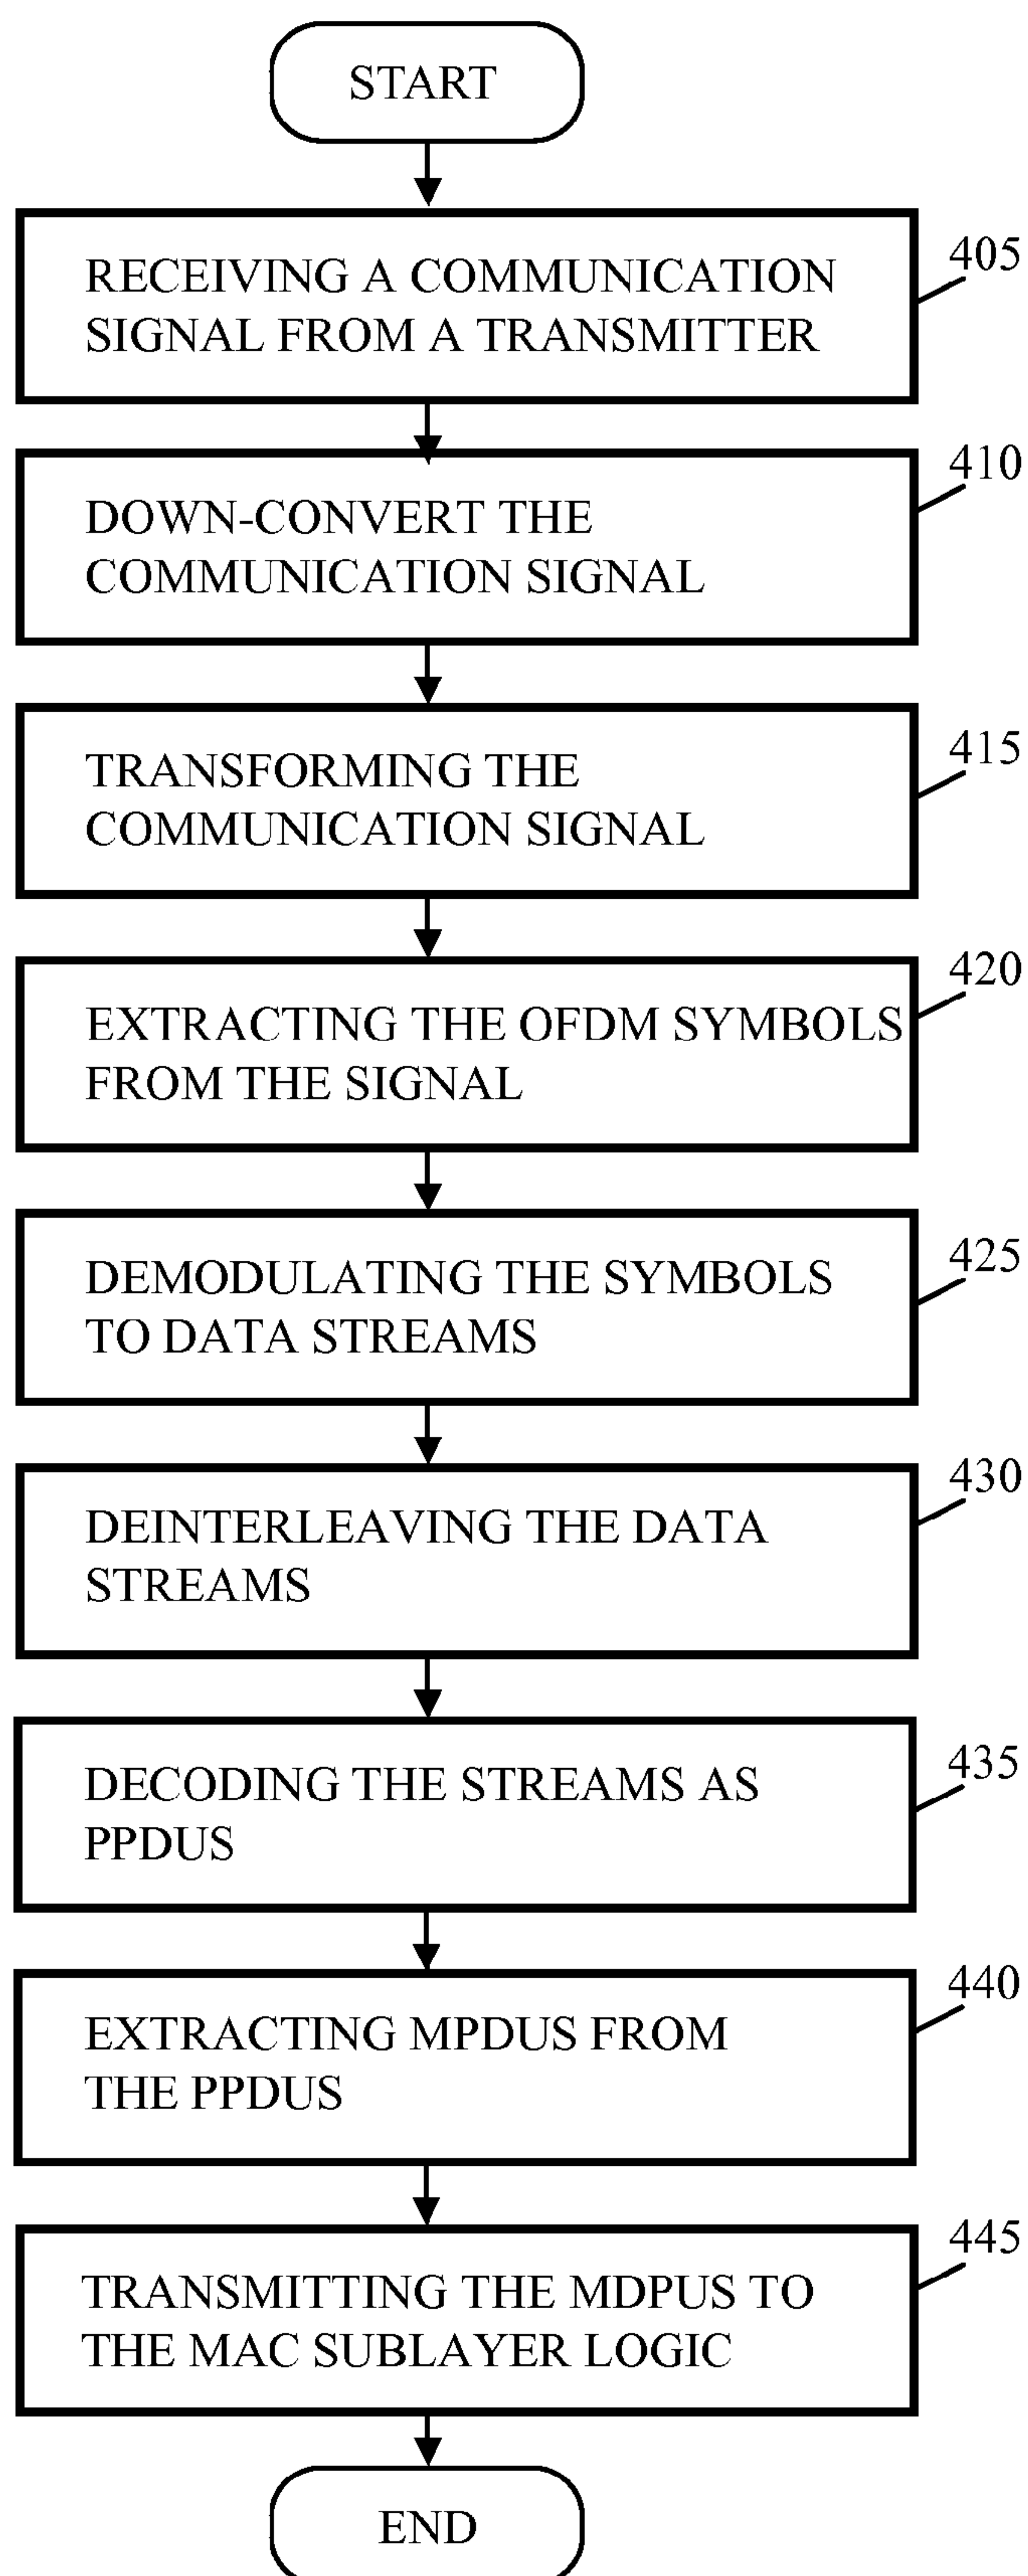 START
RECEIVING A COMMUNICATION
SIGNAL FROM A TRANSMITTER
405
DOWN-CONVERT THE
COMMUNICATION SIGNAL
410
TRANSFORMING THE
COMMUNICATION SIGNAL
415
EXTRACTING THE OFDM SYMBOLS
FROM THE SIGNAL
420
DEMODULATING THE SYMBOLS
TO DATA STREAMS
425
DEINTERLEAVING THE DATA
STREAMS
430
DECODING THE STREAMS AS
PPDUS
435
EXTRACTING MPDUS FROM
THE PPDUS
440
TRANSMITTING THE MDPUS TO
THE MAC SUBLAYER LOGIC
445
END